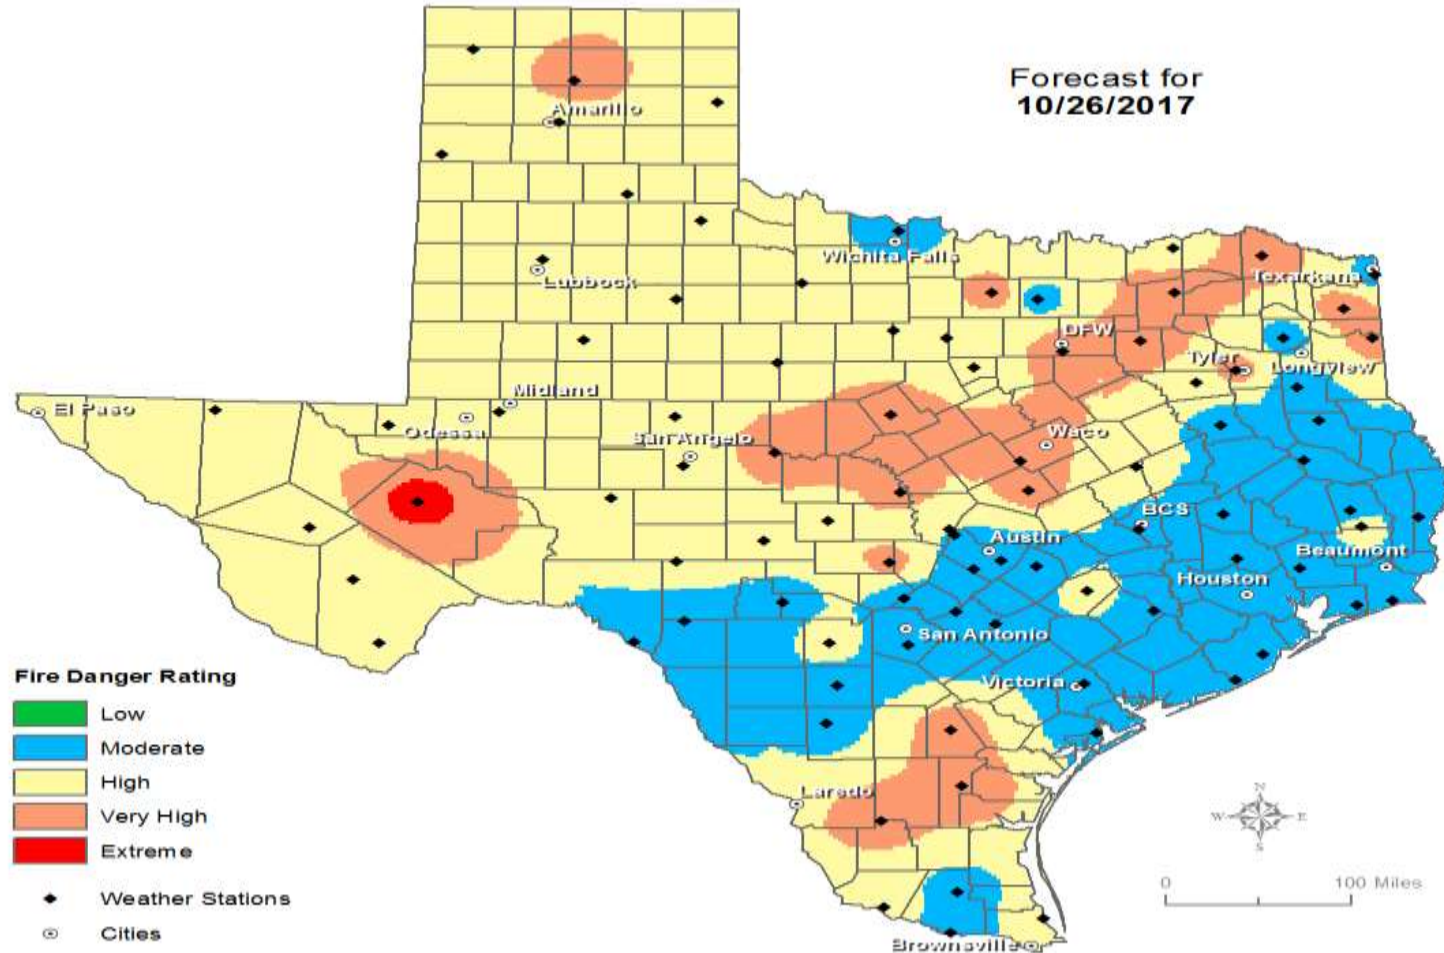 Forecast for
10/26/2017
Amarillo
Wichita Falls
Lubbock
Texarkana
DFW
Tyler
Longview
Midland
El Paso
Odessa
San Angelo
Waco
BCS
Austin
Beaumont
Houston
San Antonio
Victoria
Laredo
Brownsville
Fire Danger Rating
Low
Moderate
High
Very High
Extreme
Weather Stations
Cities
N
W E
S
0 100 Miles